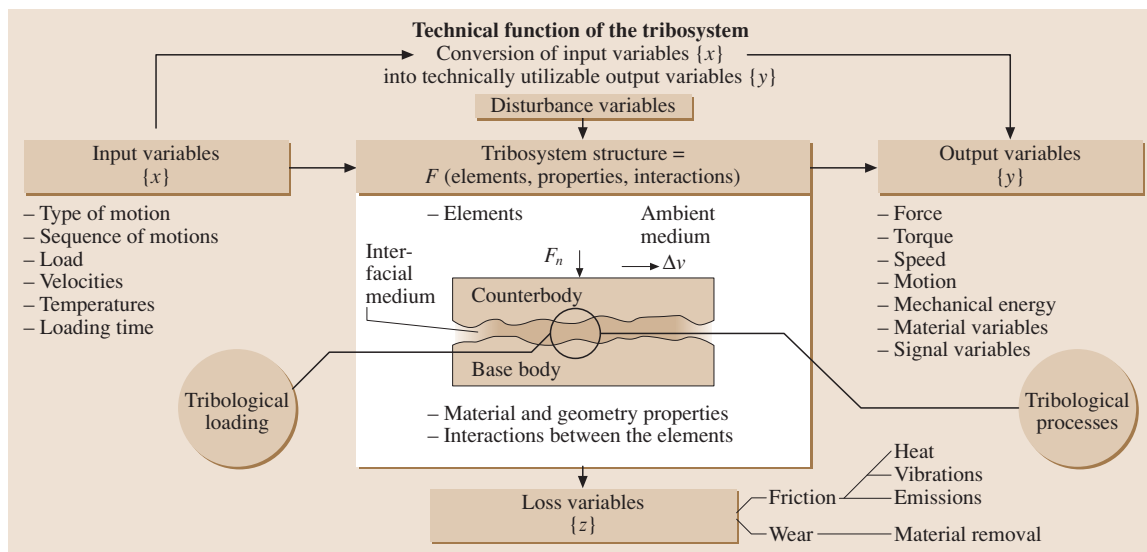 Technical function of the tribosystem
Conversion of input variables {x}
into technically utilizable output variables {y}
Disturbance variables
Input variables
{x}
– Type of motion
– Sequence of motions
– Load
– Velocities
– Temperatures
– Loading time
Tribosystem structure =
F (elements, properties, interactions)
– Elements
Ambient
medium
Inter-
facial
medium
Fn
Δv
Counterbody
Base body
– Material and geometry properties
– Interactions between the elements
Output variables
{y}
– Force
– Torque
– Speed
– Motion
– Mechanical energy
– Material variables
– Signal variables
Tribological
loading
Tribological
processes
Loss variables
{z}
Friction
Heat
Vibrations
Emissions
Wear
Material removal